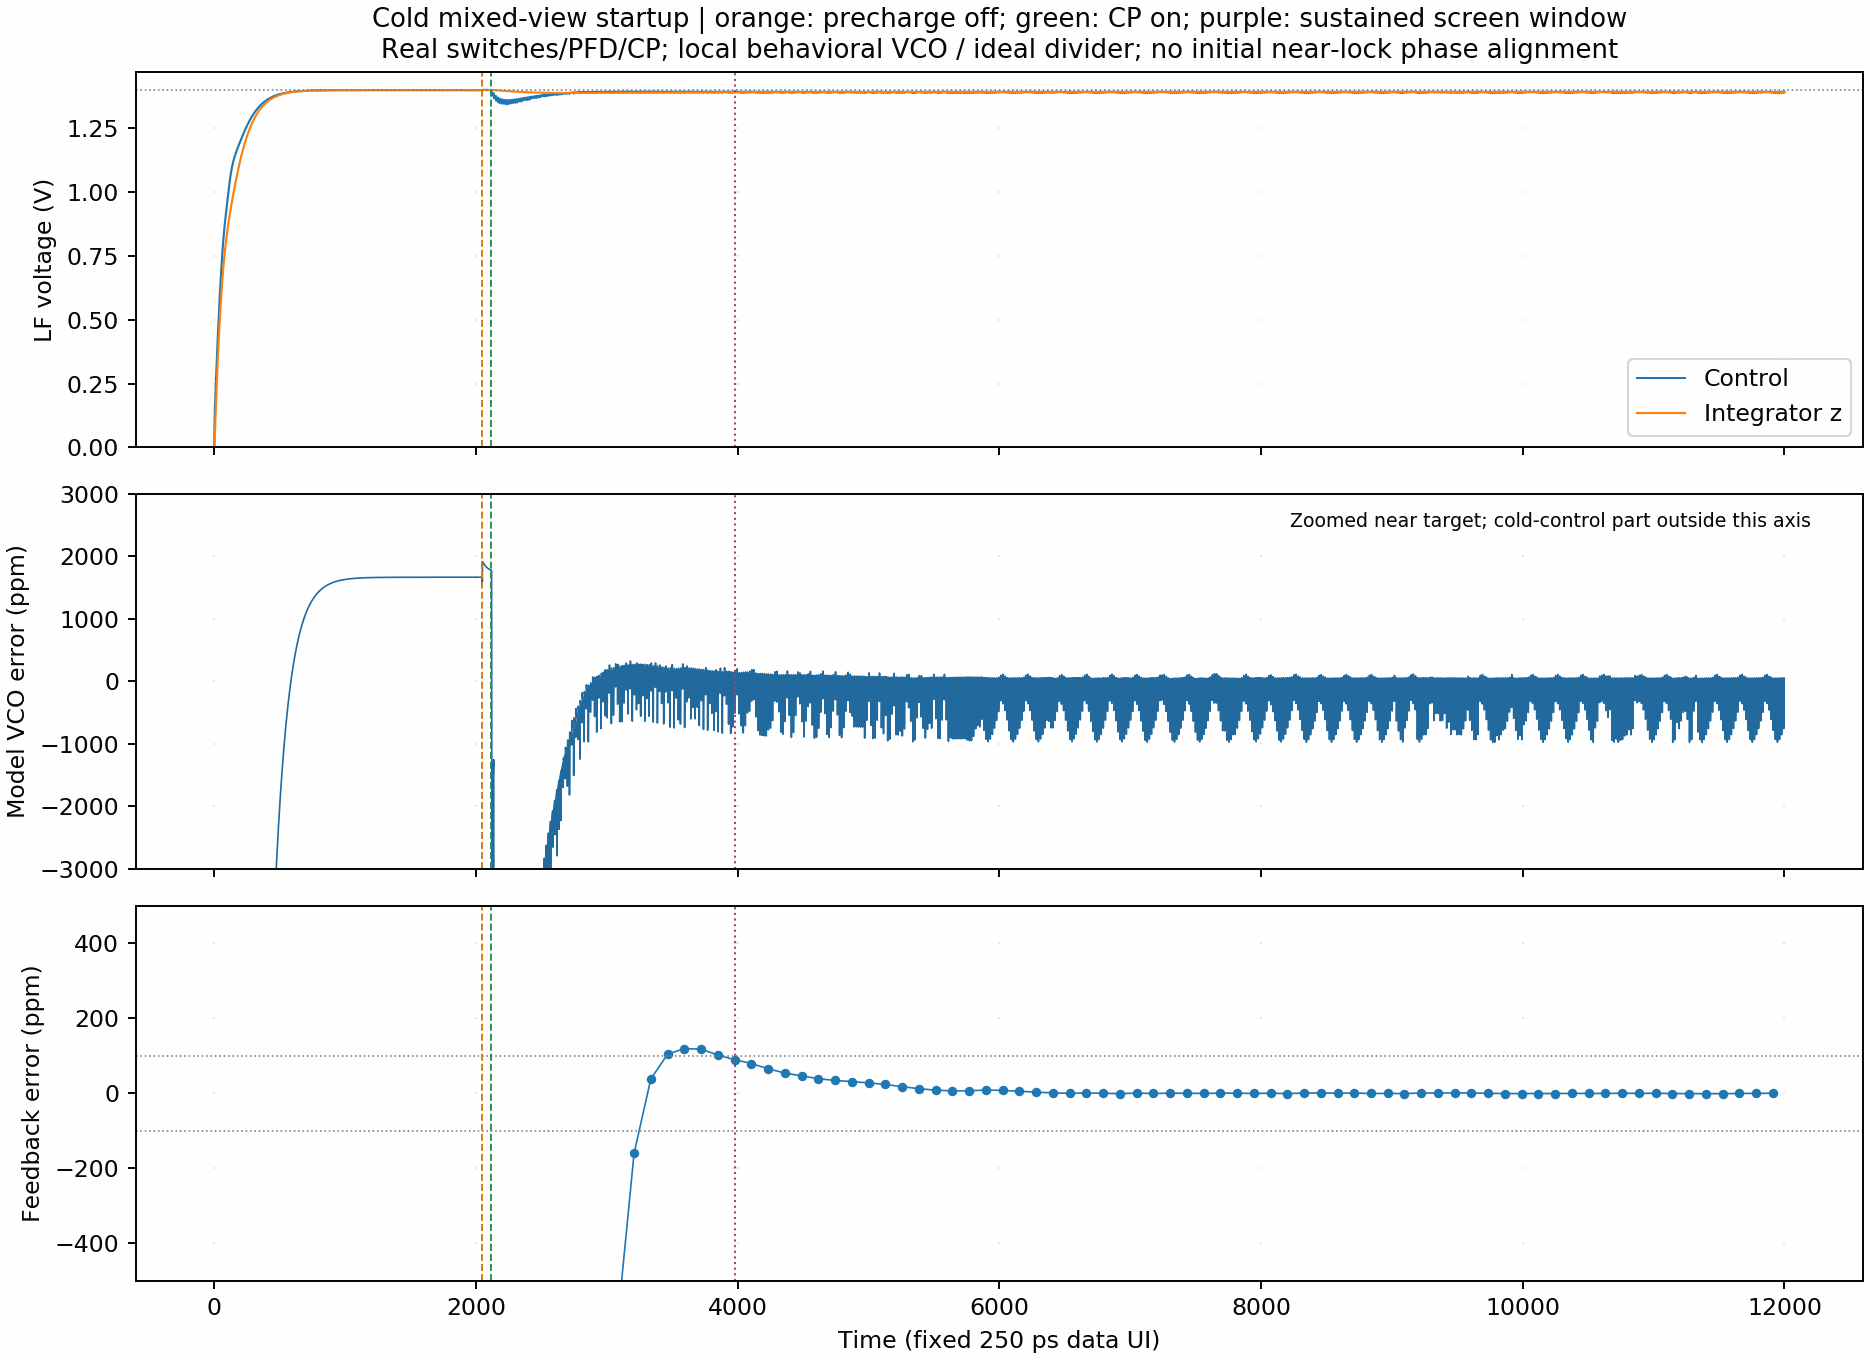 Cold mixed-view startup | orange: precharge off; green: CP on; purple: sustained screen window
Real switches/PFD/CP; local behavioral VCO / ideal divider; no initial near-lock phase alignment
1.25
1.00
0.75
0.50
0.25
0.00
LF voltage (V)
Control
Integrator z
3000
2000
1000
0
−1000
−2000
−3000
Model VCO error (ppm)
Zoomed near target; cold-control part outside this axis
400
200
0
−200
−400
Feedback error (ppm)
0
2000
4000
6000
8000
10000
12000
Time (fixed 250 ps data UI)